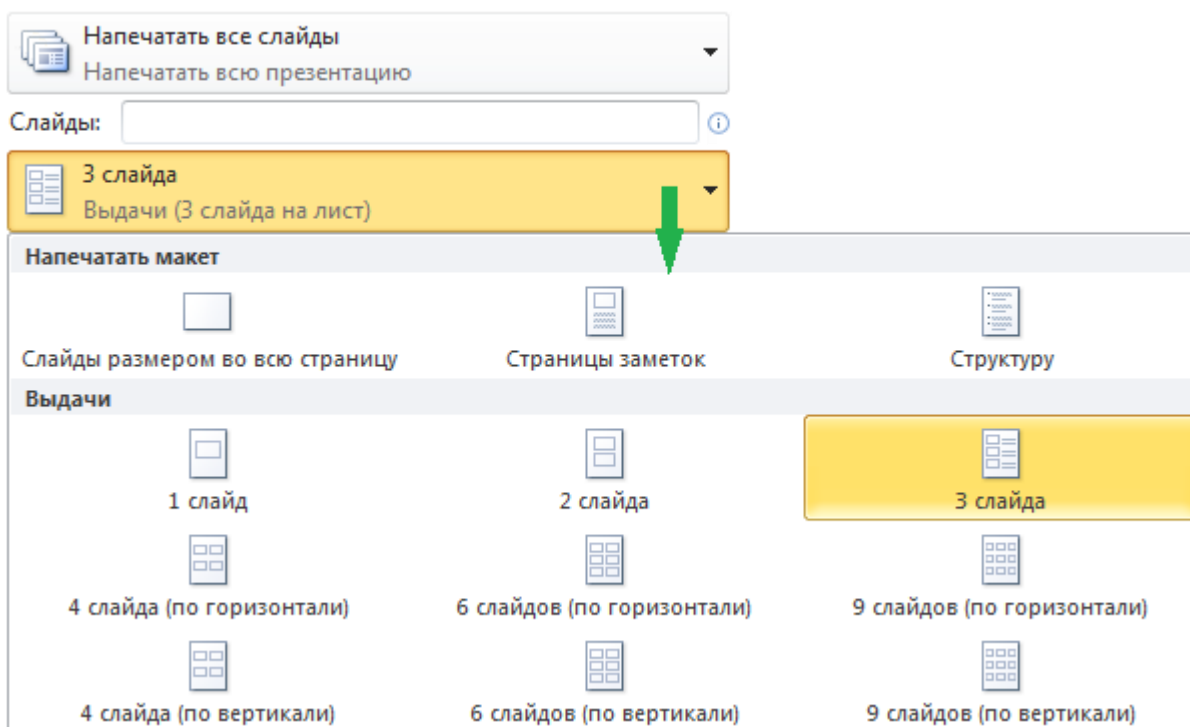 Напечатать все слайды
Напечатать всю презентацию
Слайды:
3 слайда
Выдачи (3 слайда на лист)
Напечатать макет
Слайды размером во всю страницу
Страницы заметок
Структуру
Выдачи
1 слайд
2 слайда
3 слайда
4 слайда (по горизонтали)
6 слайдов (по горизонтали)
9 слайдов (по горизонтали)
4 слайда (по вертикали)
6 слайдов (по вертикали)
9 слайдов (по вертикали)